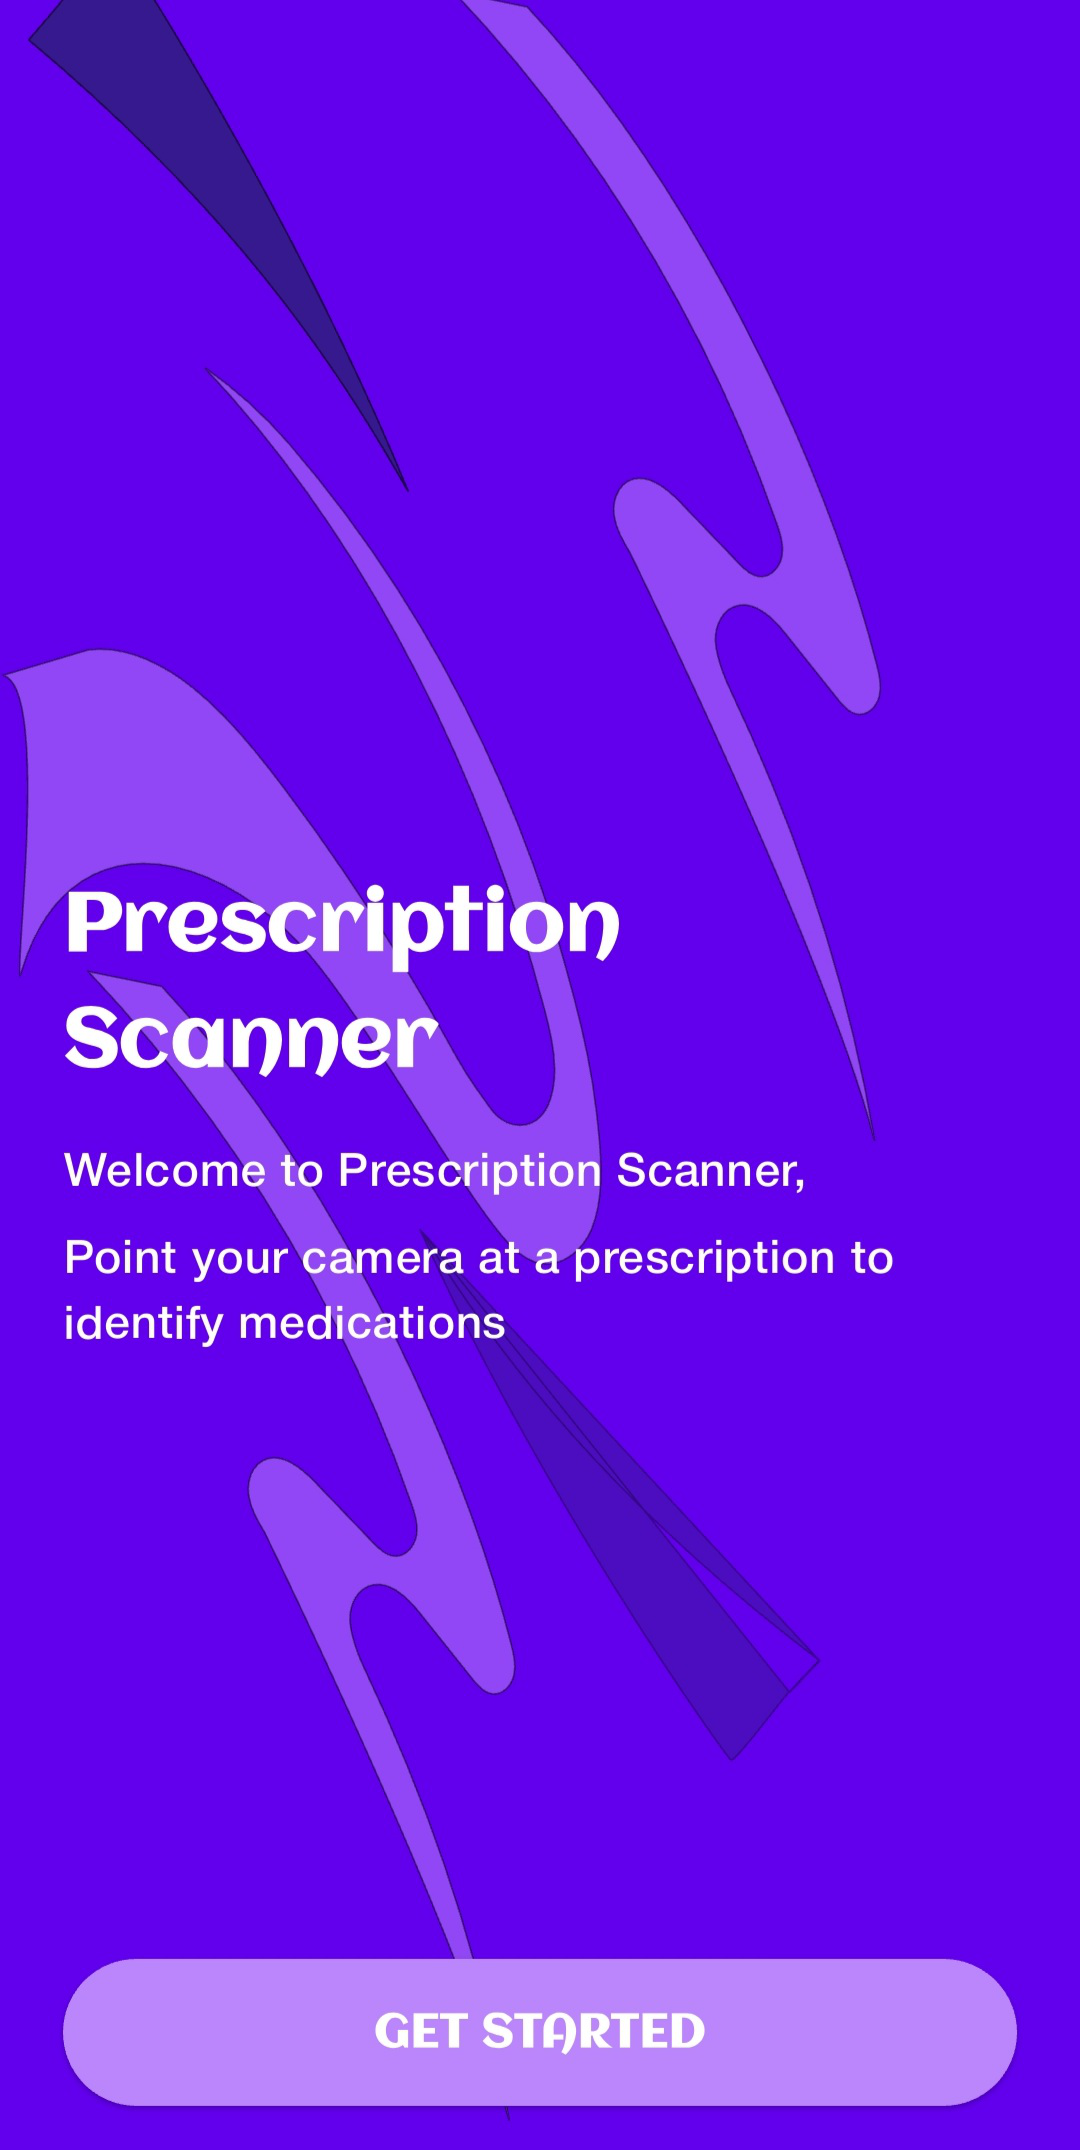 Prescription
Scanner
Welcome to Prescription Scanner,
Point your camera at a prescription to
identify medications
GET STARTED